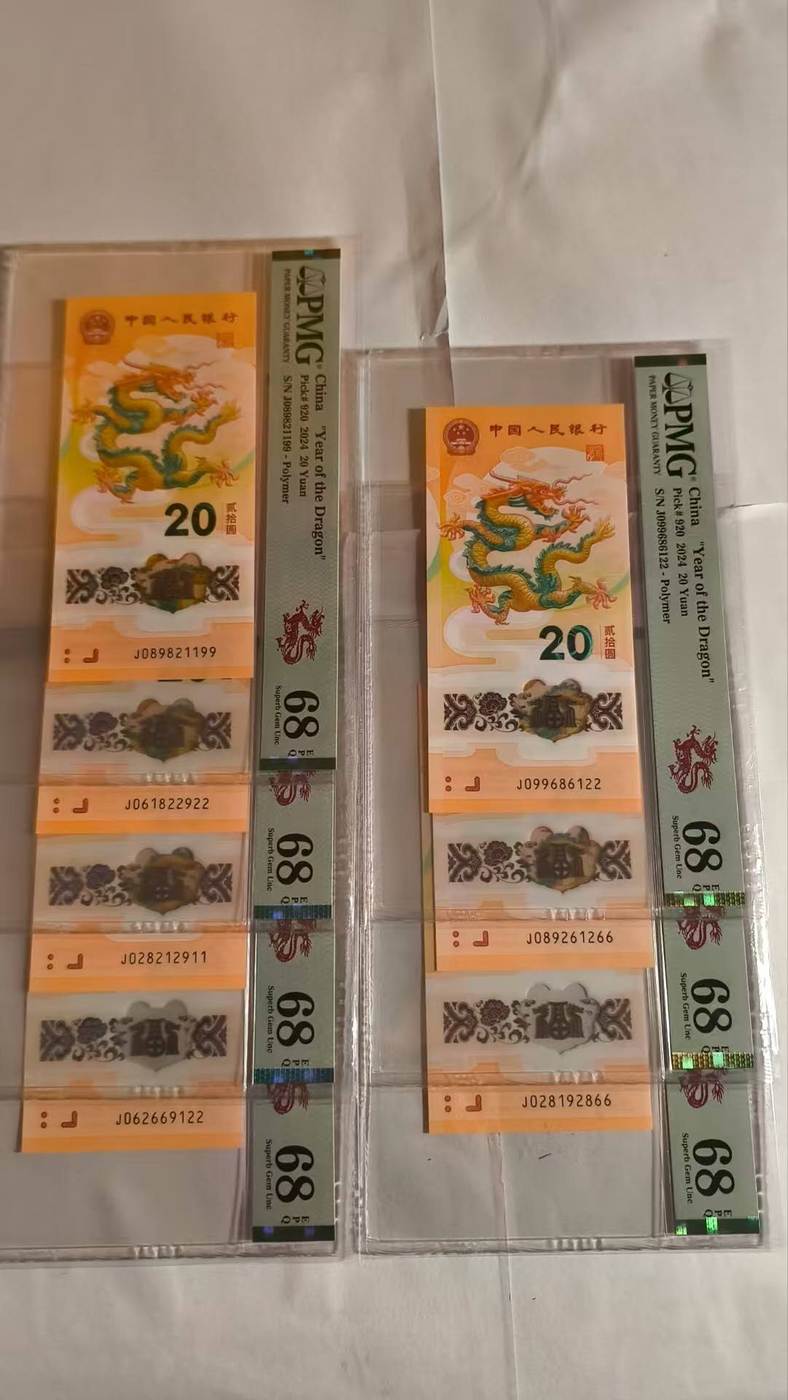 中国人民银行
20
贰拾圆
J089821199
PMG
PAPER MONEY GUARANTY
China "Year of the Dragon"
Pick# 920 2024 20 Yuan
S/N J089821199 - Polymer
68
EPQ
Superb Gem Unc
J061822922
68
EPQ
Superb Gem Unc
J028212911
68
EPQ
Superb Gem Unc
福
J062669122
68
EPQ
Superb Gem Unc
中国人民银行
20
贰拾圆
福
J099686122
PMG
PAPER MONEY GUARANTY
China "Year of the Dragon"
Pick# 920 2024 20 Yuan
S/N J099686122 - Polymer
68
EPQ
Superb Gem Unc
J089261266
68
EPQ
Superb Gem Unc
福
J028192866
68
EPQ
Superb Gem Unc